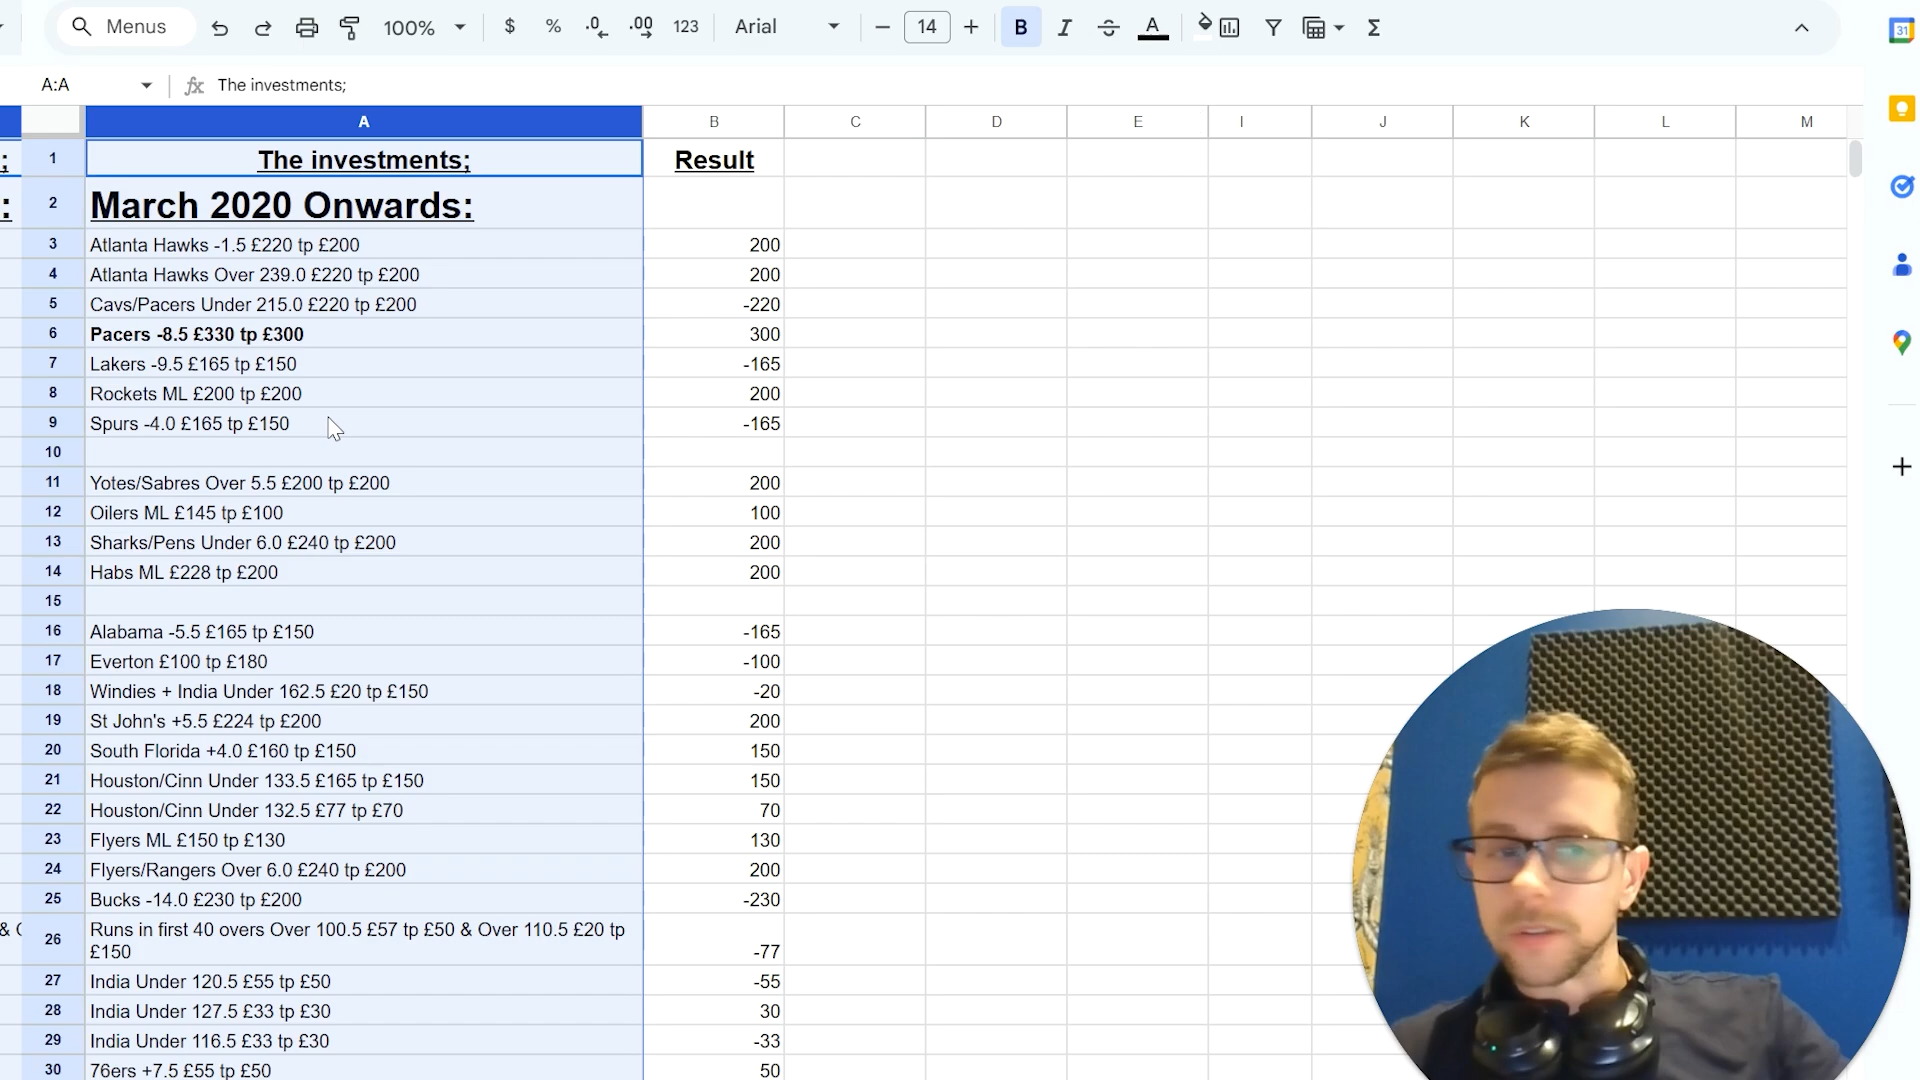 Menus
100%
$
%
.0
.00
123
Arial
14
B
I
A
Σ
31
A:A
fx
The investments;
A B C D E I J K L M
; 1 The investments; Result
: 2 March 2020 Onwards:
3 Atlanta Hawks -1.5 £220 tp £200 200
4 Atlanta Hawks Over 239.0 £220 tp £200 200
5 Cavs/Pacers Under 215.0 £220 tp £200 -220
6 Pacers -8.5 £330 tp £300 300
7 Lakers -9.5 £165 tp £150 -165
8 Rockets ML £200 tp £200 200
9 Spurs -4.0 £165 tp £150 -165
10
11 Yotes/Sabres Over 5.5 £200 tp £200 200
12 Oilers ML £145 tp £100 100
13 Sharks/Pens Under 6.0 £240 tp £200 200
14 Habs ML £228 tp £200 200
15
16 Alabama -5.5 £165 tp £150 -165
17 Everton £100 tp £180 -100
18 Windies + India Under 162.5 £20 tp £150 -20
19 St John's +5.5 £224 tp £200 200
20 South Florida +4.0 £160 tp £150 150
21 Houston/Cinn Under 133.5 £165 tp £150 150
22 Houston/Cinn Under 132.5 £77 tp £70 70
23 Flyers ML £150 tp £130 130
24 Flyers/Rangers Over 6.0 £240 tp £200 200
25 Bucks -14.0 £230 tp £200 -230
26 Runs in first 40 overs Over 100.5 £57 tp £50 & Over 110.5 £20 tp
£150 -77
27 India Under 120.5 £55 tp £50 -55
28 India Under 127.5 £33 tp £30 30
29 India Under 116.5 £33 tp £30 -33
30 76ers +7.5 £55 tp £50 50